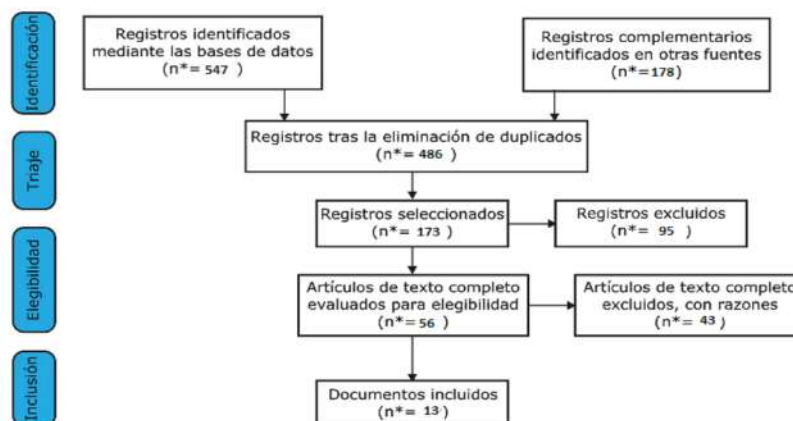 Identificación
Registros identificados
mediante las bases de datos
(n*= 547 )
Registros complementarios
identificados en otras fuentes
(n*=178)
Registros tras la eliminación de duplicados
(n*= 486 )
Triaje
Registros seleccionados
(n*= 173 )
Registros excluidos
(n*= 95 )
Elegibilidad
Artículos de texto completo
evaluados para elegibilidad
(n*= 56 )
Artículos de texto completo
excluidos, con razones
(n*= 43 )
Inclusión
Documentos incluidos
(n*= 13 )